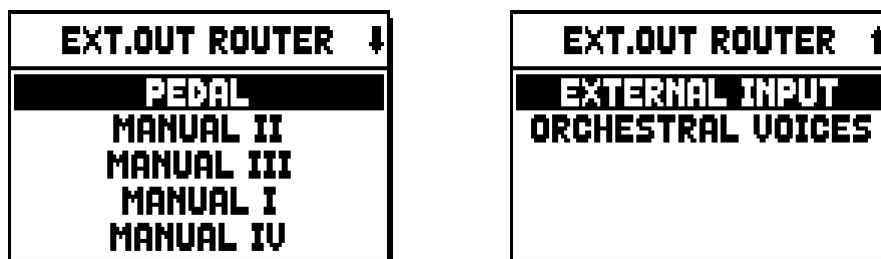 EXT.OUT ROUTER ⬇
PEDAL
MANUAL II
MANUAL III
MANUAL I
MANUAL IV
EXT.OUT ROUTER ⬆
EXTERNAL INPUT
ORCHESTRAL VOICES